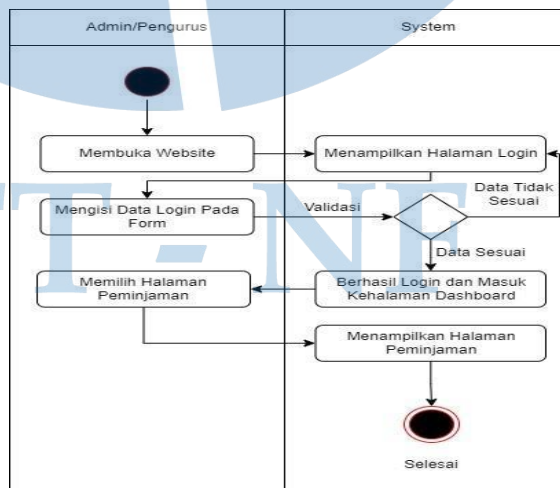 Admin/Pengurus
System
Membuka Website
Menampilkan Halaman Login
Mengisi Data Login Pada
Form
Validasi
Data Tidak
Sesuai
Data Sesuai
Memilih Halaman
Peminjaman
Berhasil Login dan Masuk
Kehalaman Dashboard
Menampilkan Halaman
Peminjaman
Selesai
T - NF